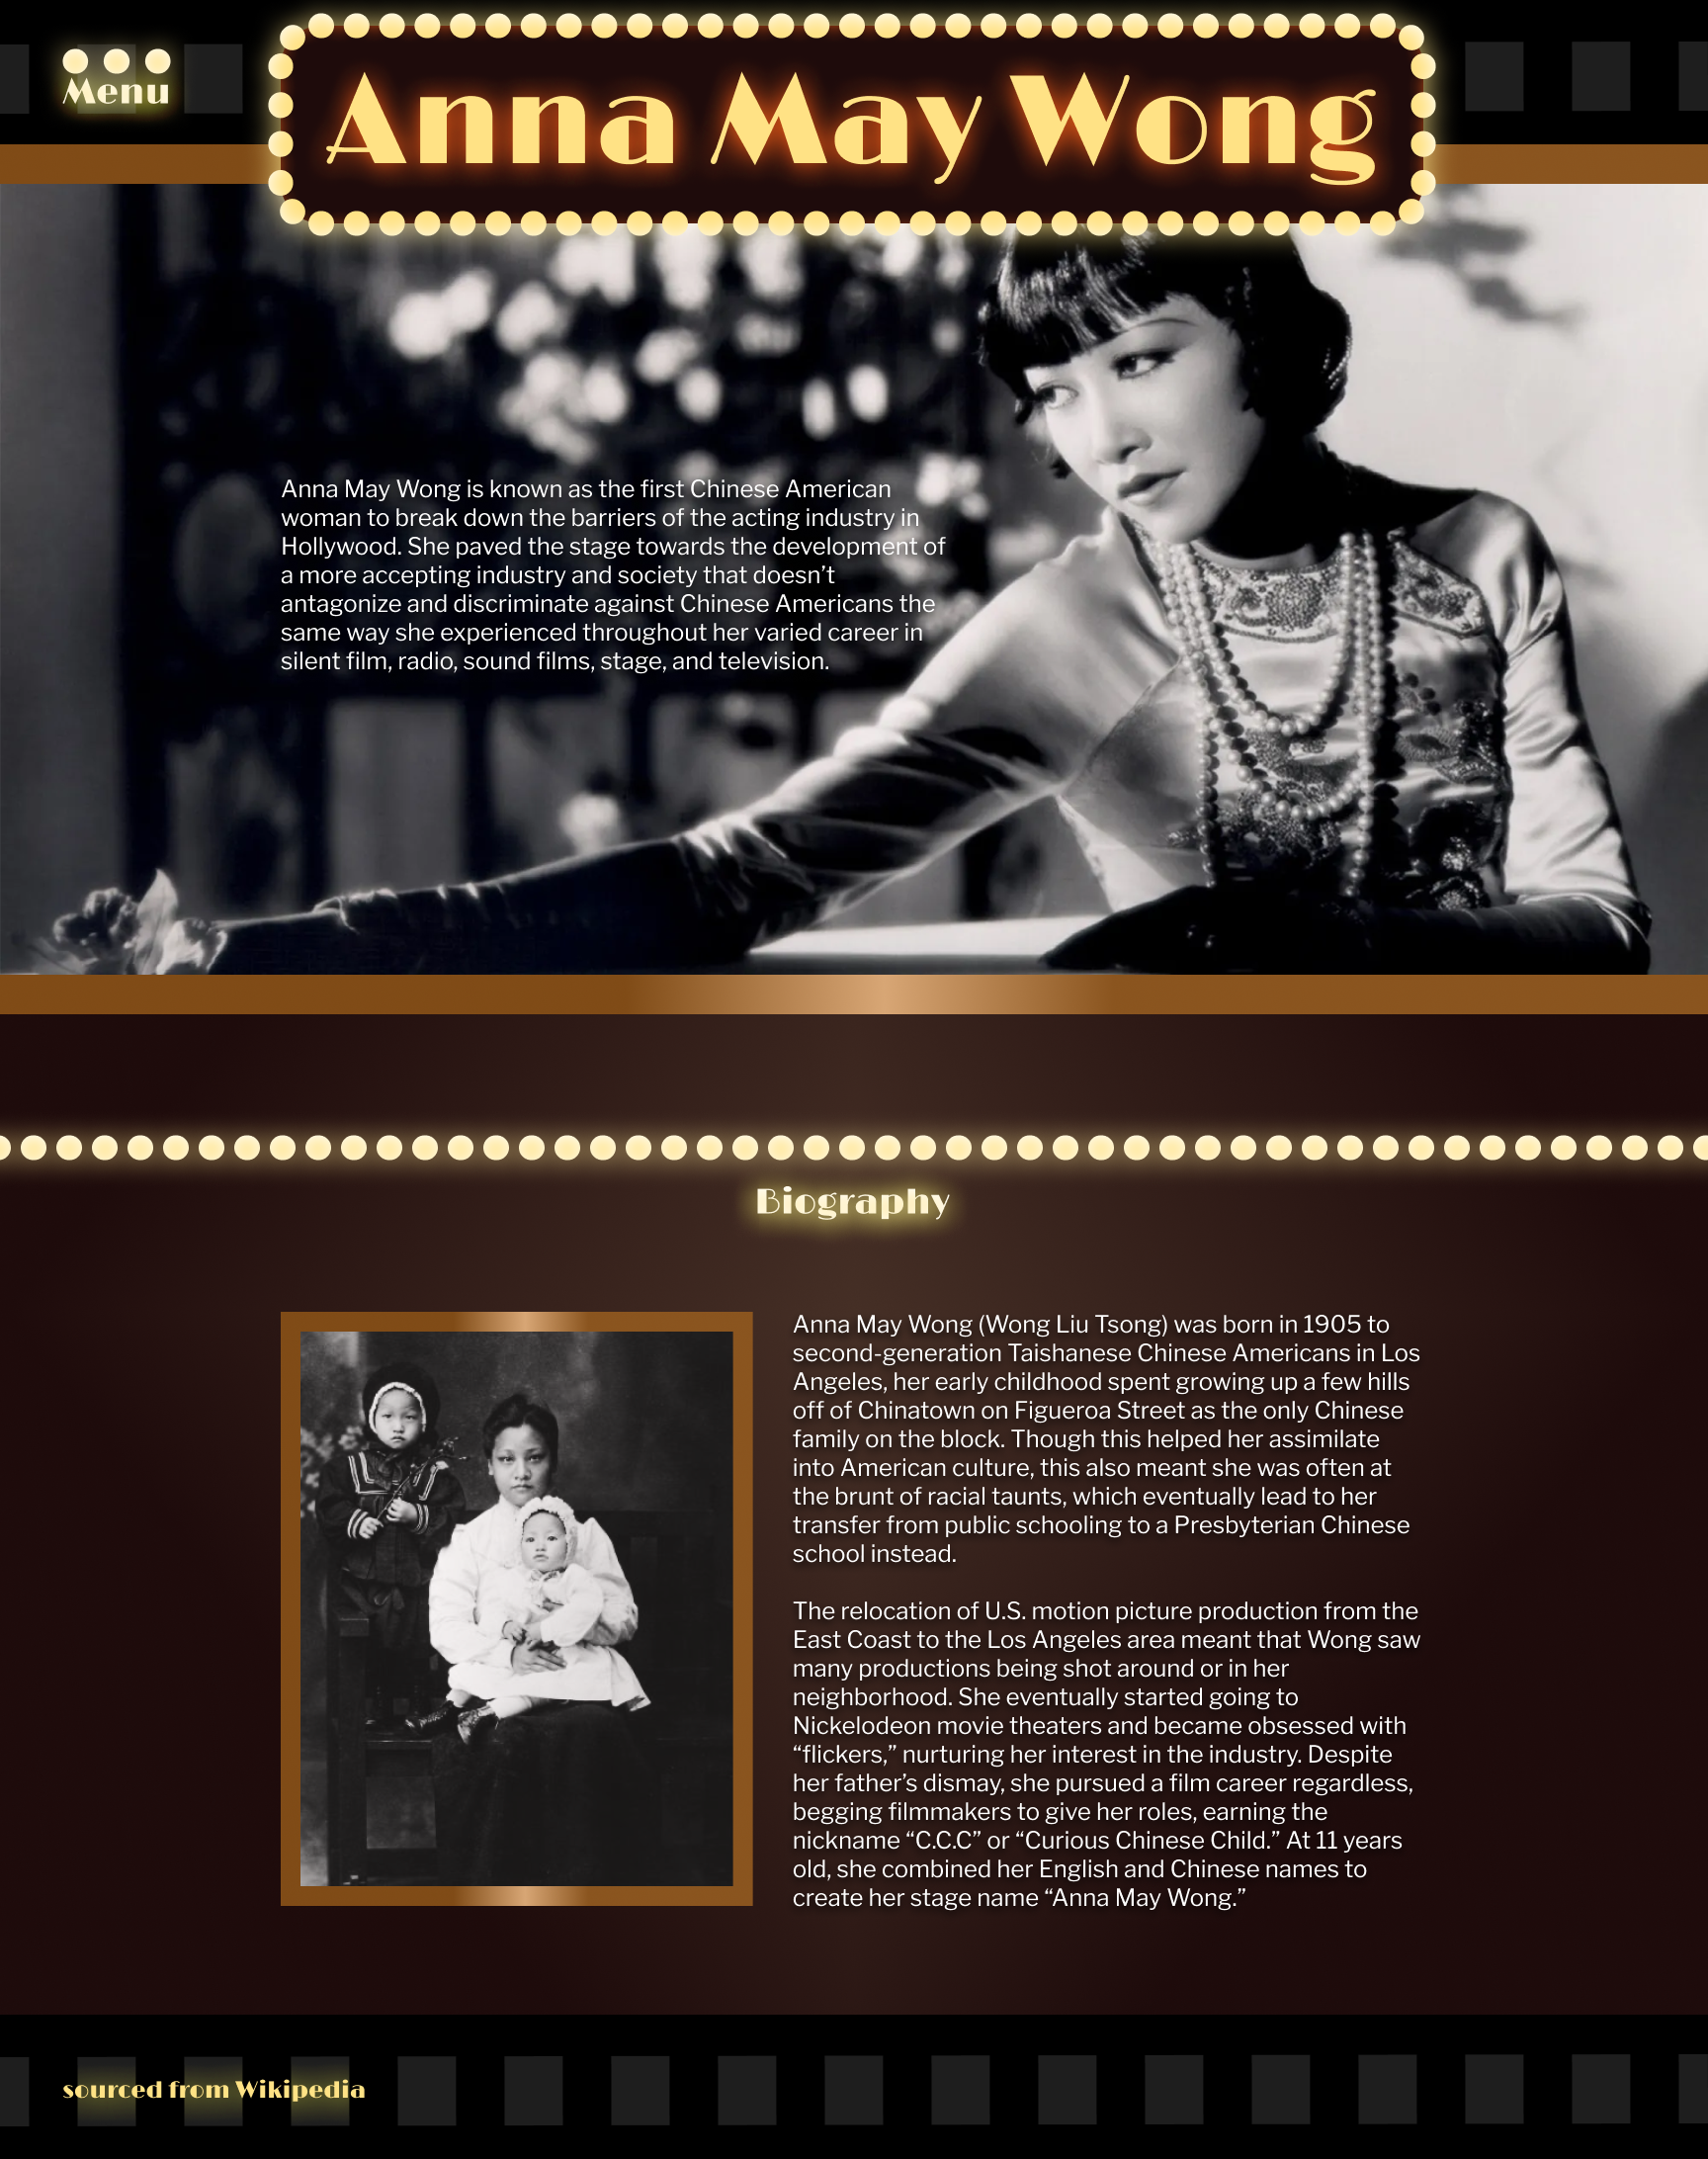 Menu
Anna May Wong
Anna May Wong is known as the first Chinese American
woman to break down the barriers of the acting industry in
Hollywood. She paved the stage towards the development of
a more accepting industry and society that doesn’t
antagonize and discriminate against Chinese Americans the
same way she experienced throughout her varied career in
silent film, radio, sound films, stage, and television.
Biography
Anna May Wong (Wong Liu Tsong) was born in 1905 to
second-generation Taishanese Chinese Americans in Los
Angeles, her early childhood spent growing up a few hills
off of Chinatown on Figueroa Street as the only Chinese
family on the block. Though this helped her assimilate
into American culture, this also meant she was often at
the brunt of racial taunts, which eventually lead to her
transfer from public schooling to a Presbyterian Chinese
school instead.
The relocation of U.S. motion picture production from the
East Coast to the Los Angeles area meant that Wong saw
many productions being shot around or in her
neighborhood. She eventually started going to
Nickelodeon movie theaters and became obsessed with
“flickers,” nurturing her interest in the industry. Despite
her father’s dismay, she pursued a film career regardless,
begging filmmakers to give her roles, earning the
nickname “C.C.C” or “Curious Chinese Child.” At 11 years
old, she combined her English and Chinese names to
create her stage name “Anna May Wong.”
sourced from Wikipedia